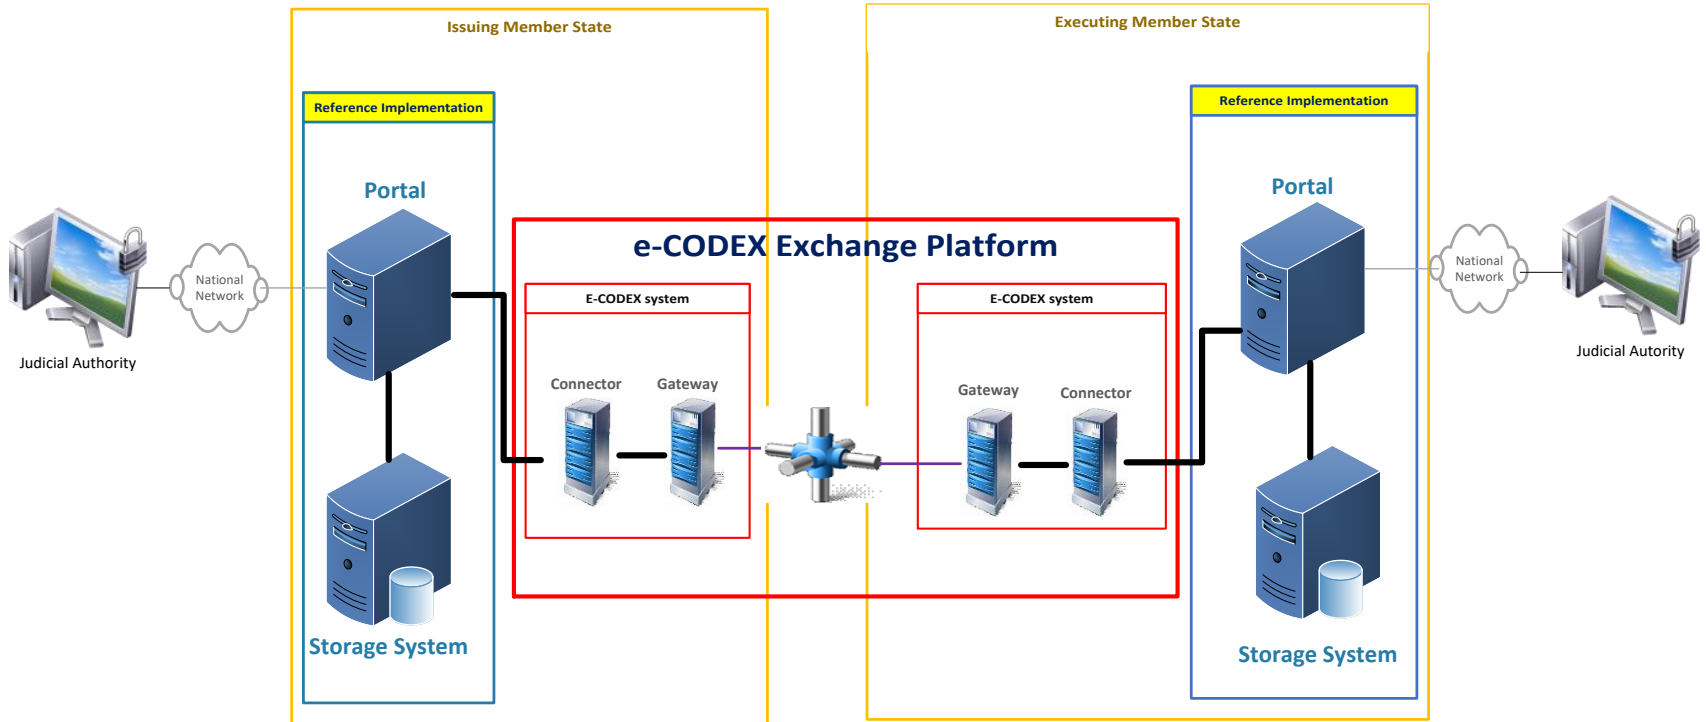 Issuing Member State
Executing Member State
Reference Implementation
Reference Implementation
Portal
Portal
e-CODEX Exchange Platform
National
Network
National
Network
E-CODEX system
E-CODEX system
Judicial Authority
Judicial Autority
Connector
Gateway
Gateway
Connector
Storage System
Storage System